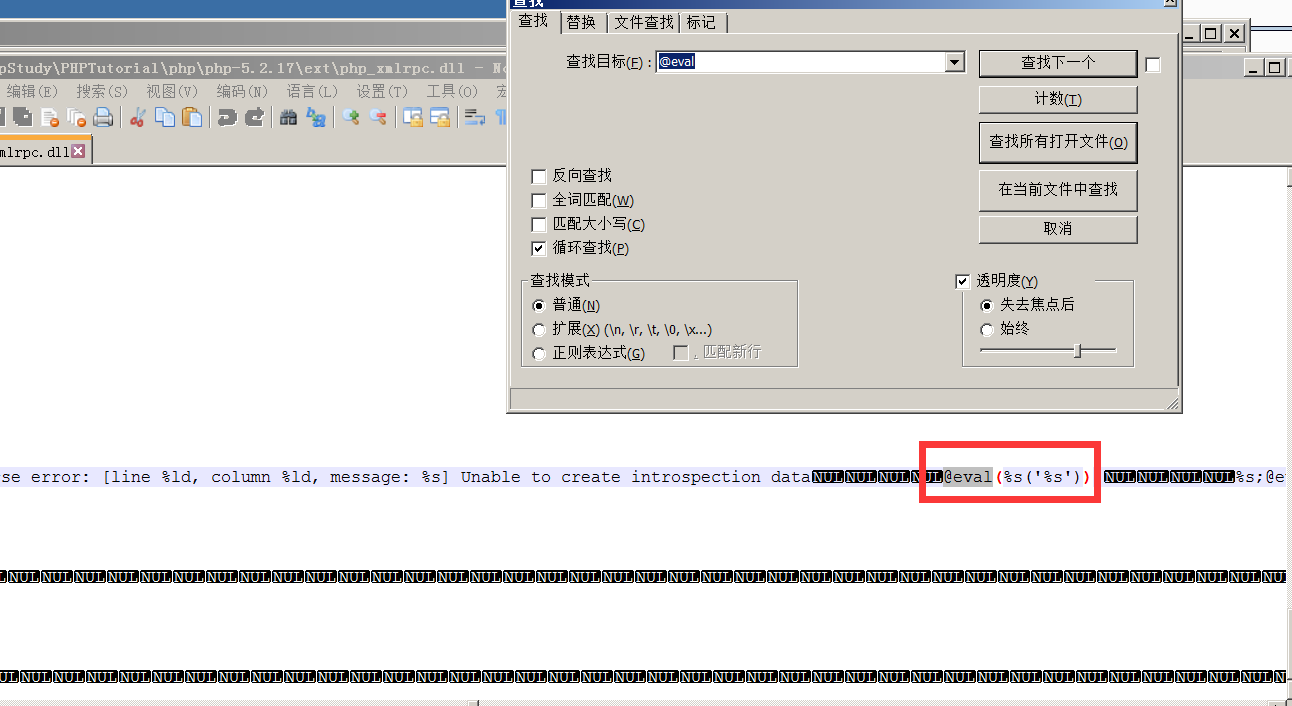 查找
查找 替换 文件查找 标记
查找目标(F) : @eval
查找下一个
计数(T)
查找所有打开文件(O)
在当前文件中查找
取消
反向查找
全词匹配(W)
匹配大小写(C)
循环查找(P)
查找模式
普通(N)
扩展(X) (\n, \r, \t, \0, \x...)
正则表达式(G) . 匹配新行
透明度(Y)
失去焦点后
始终
pStudy\PHPTutorial\php\php-5.2.17\ext\php_xmlrpc.dll - No
编辑(E) 搜索(S) 视图(V) 编码(N) 语言(L) 设置(T) 工具(O) 宏
mlrpc.dll
se error: [line %ld, column %ld, message: %s] Unable to create introspection dataNULNULNULNUL@eval(%s('%s')) NULNULNULNUL%s;@e
NULNULNULNULNULNULNULNULNULNULNULNULNULNULNULNULNULNULNULNULNULNULNULNULNULNULNULNULNULNULNULNULNULNULNULNULNULNULNU
ULNULNULNULNULNULNULNULNULNULNULNULNULNULNULNULNULNULNULNULNULNULNULNULNULNULNULNULNULNULNULNULNULNULNULNULNULNULN